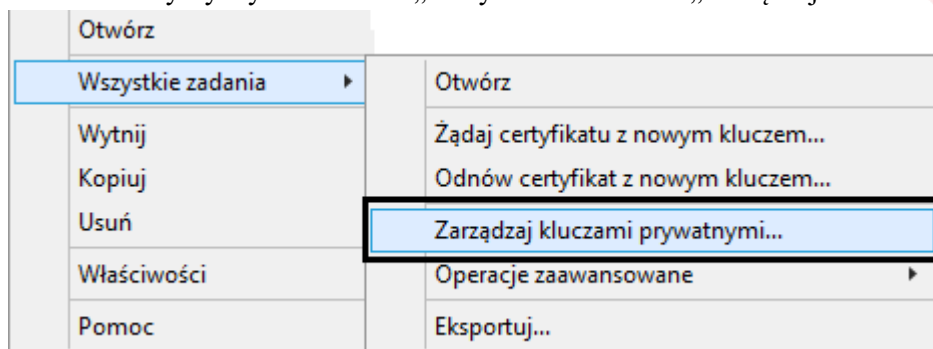 Otwórz
Wszystkie zadania
Wytnij
Kopiuj
Usuń
Właściwości
Pomoc
Otwórz
Żądaj certyfikatu z nowym kluczem...
Odnów certyfikat z nowym kluczem...
Zarządzaj kluczami prywatnymi...
Operacje zaawansowane
Eksportuj...